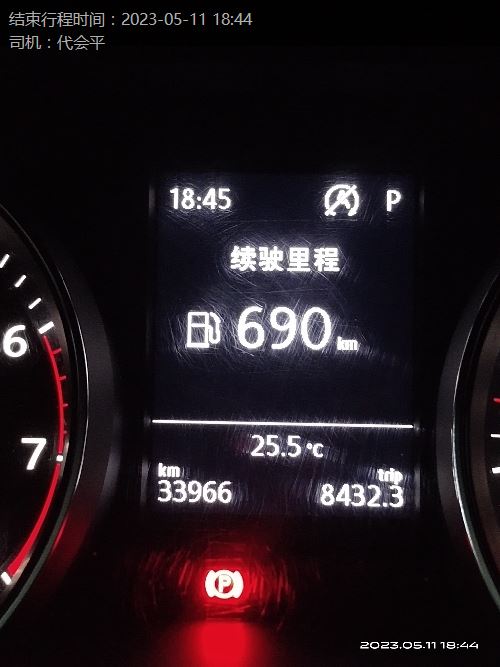 结束行程时间：2023-05-11 18:44
司机：代会平
18:45 P
续驶里程
690 km
6
7
25.5 °C
km trip
33966 8432.3
P
2023.05.11 18:44